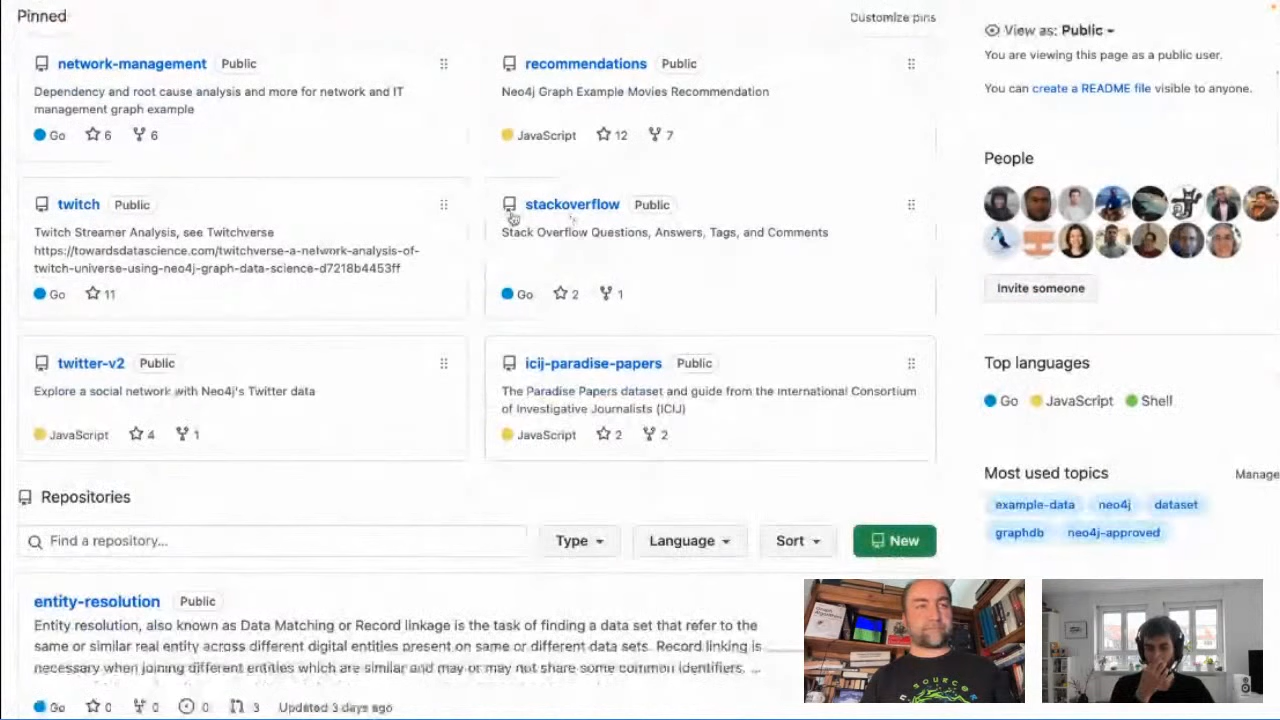 Pinned
Customize pins
network-management Public
Dependency and root cause analysis and more for network and IT
management graph example
Go 6 6
recommendations Public
Neo4j Graph Example Movies Recommendation
JavaScript 12 7
twitch Public
Twitch Streamer Analysis, see Twitchverse
https://towardsdatascience.com/twitchverse-a-network-analysis-of-
twitch-universe-using-neo4j-graph-data-science-d7218b4453ff
Go 11
stackoverflow Public
Stack Overflow Questions, Answers, Tags, and Comments
Go 2 1
twitter-v2 Public
Explore a social network with Neo4j's Twitter data
JavaScript 4 1
icij-paradise-papers Public
The Paradise Papers dataset and guide from the International Consortium
of Investigative Journalists (ICIJ)
JavaScript 2 2
Repositories
Find a repository...
Type
Language
Sort
New
entity-resolution Public
Entity resolution, also known as Data Matching or Record linkage is the task of finding a data set that refer to the
same or similar real entity across different digital entities present on same or different data sets. Record linking is
necessary when joining different entities which are similar and may or may not share some common identifiers. ...
Go 0 0 0 3 Updated 3 days ago
View as: Public
You are viewing this page as a public user.
You can create a README file visible to anyone.
People
Invite someone
Top languages
Go JavaScript Shell
Most used topics
Manage
example-data neo4j dataset
graphdb neo4j-approved